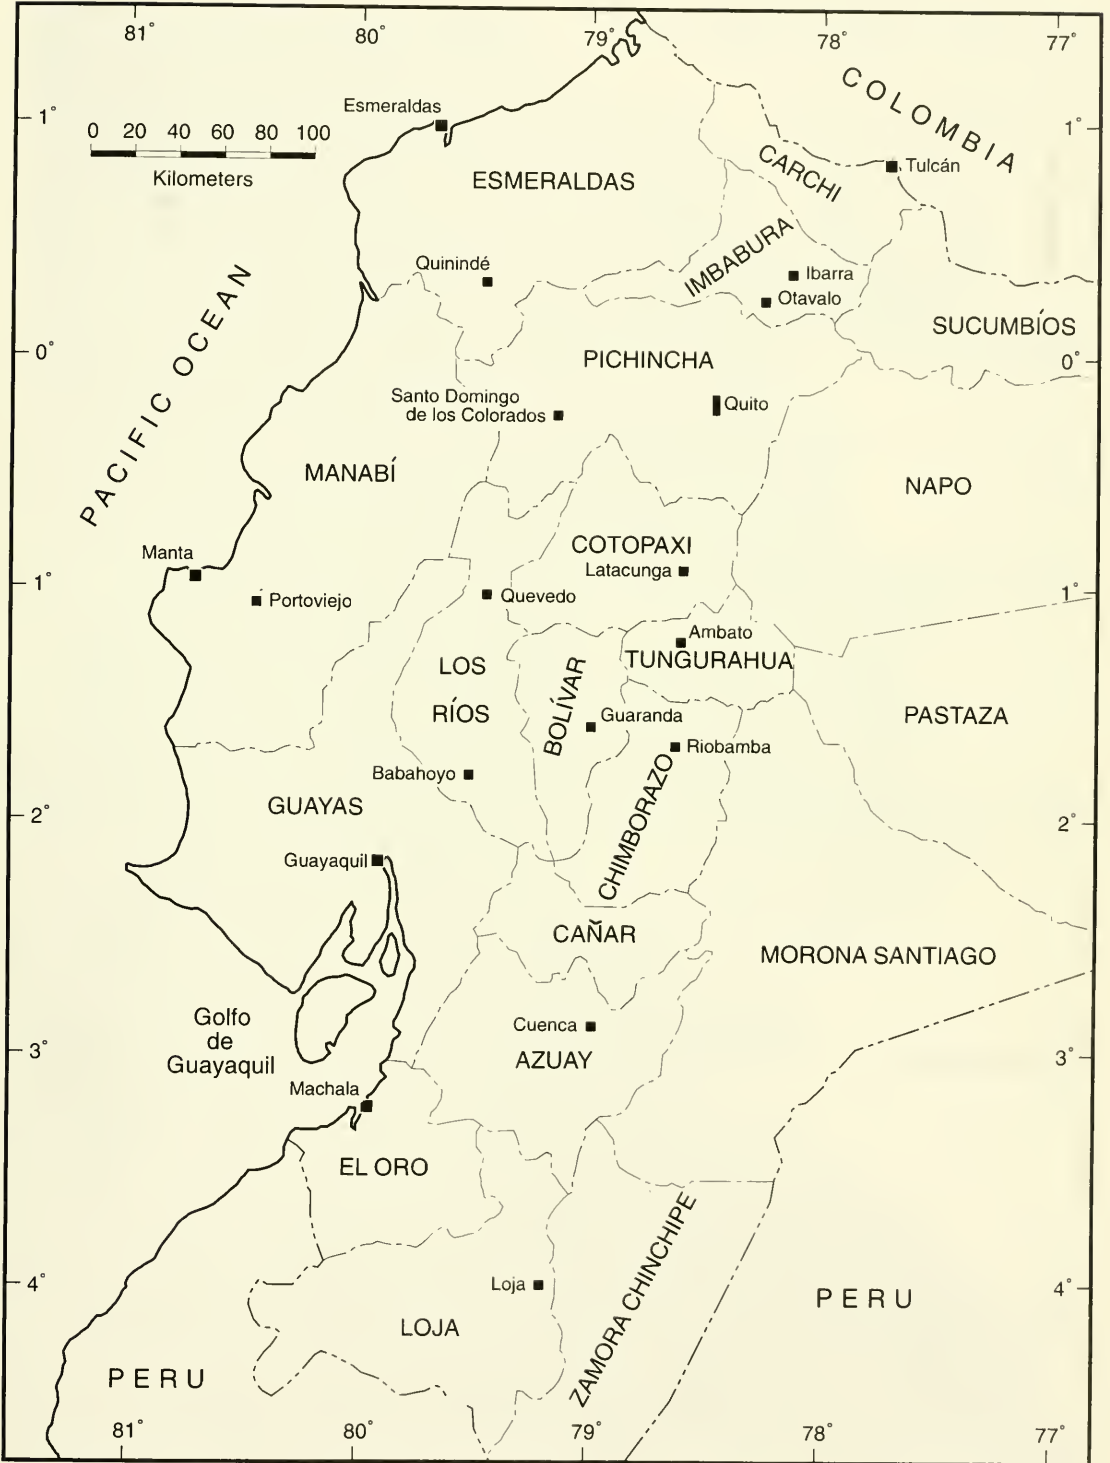 81° 80° 79° 78° 77°
COLOMBIA
1° 1°
Esmeraldas
0 20 40 60 80 100
Kilometers
ESMERALDAS
CARCHI
Tulcán
IMBABURA
Quinindé
Ibarra
Otavalo
SUCUMBÍOS
PACIFIC OCEAN
0° 0°
PICHINCHA
Santo Domingo
de los Colorados
Quito
MANABÍ
NAPO
COTOPAXI
Latacunga
Manta
1° 1°
Portoviejo
Quevedo
Ambato
TUNGURAHUA
LOS
RÍOS
BOLÍVAR
Guaranda
PASTAZA
Riobamba
Babahoyo
CHIMBORAZO
GUAYAS
2° 2°
Guayaquil
CAÑAR
MORONA SANTIAGO
Golfo
de
Guayaquil
Cuenca
AZUAY
3° 3°
Machala
EL ORO
ZAMORA CHINCHIPE
Loja
4° 4°
PERU
LOJA
PERU
81° 80° 79° 78° 77°